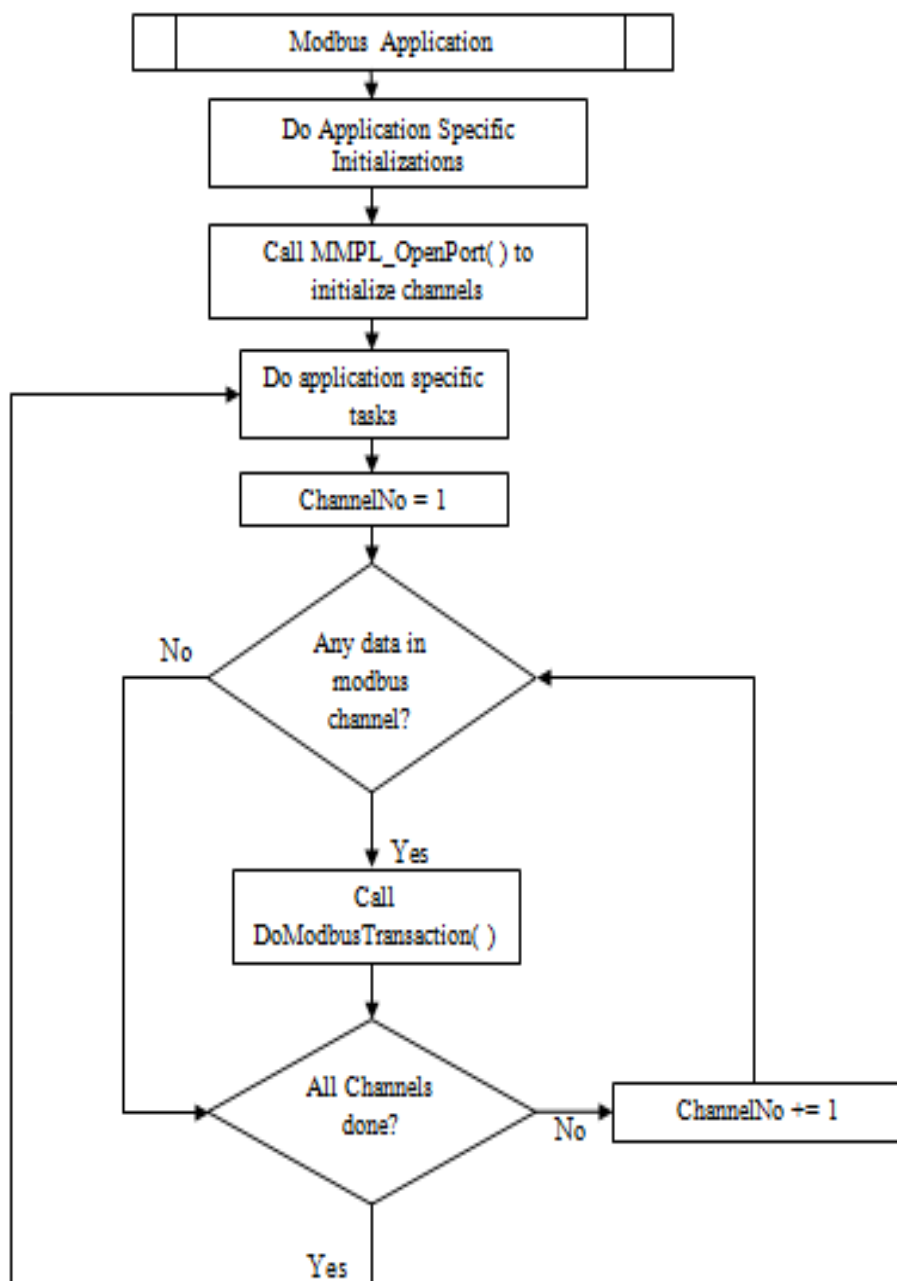 Modbus Application
Do Application Specific
Initializations
Call MMPL_OpenPort( ) to
initialize channels
Do application specific
tasks
ChannelNo = 1
No
Any data in
modbus
channel?
Yes
Call
DoModbusTransaction( )
All Channels
done?
No
ChannelNo += 1
Yes